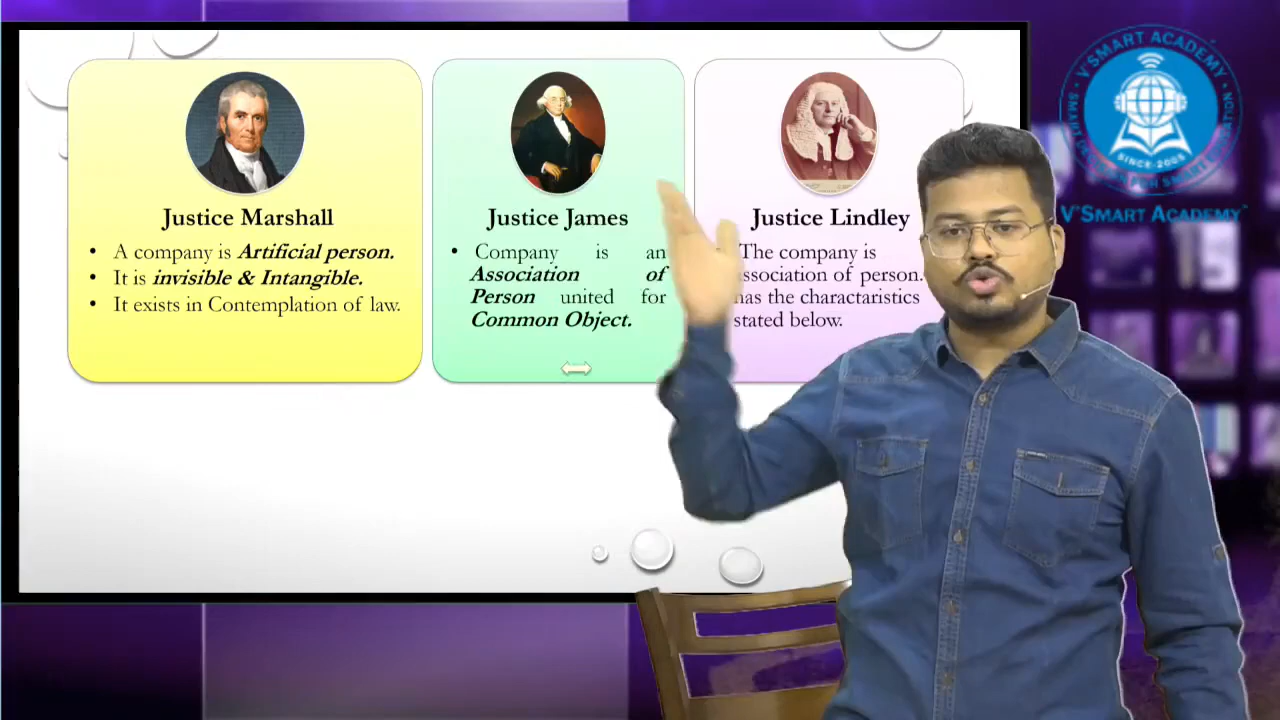 Justice Marshall
• A company is Artificial person.
• It is invisible & Intangible.
• It exists in Contemplation of law.
Justice James
• Company is an
Association of
Person united for
Common Object.
Justice Lindley
The company is
ssociation of person.
has the charactaristics
stated below.
V'SMART ACADEMY
SINCE-2005
V'SMART ACADEMY